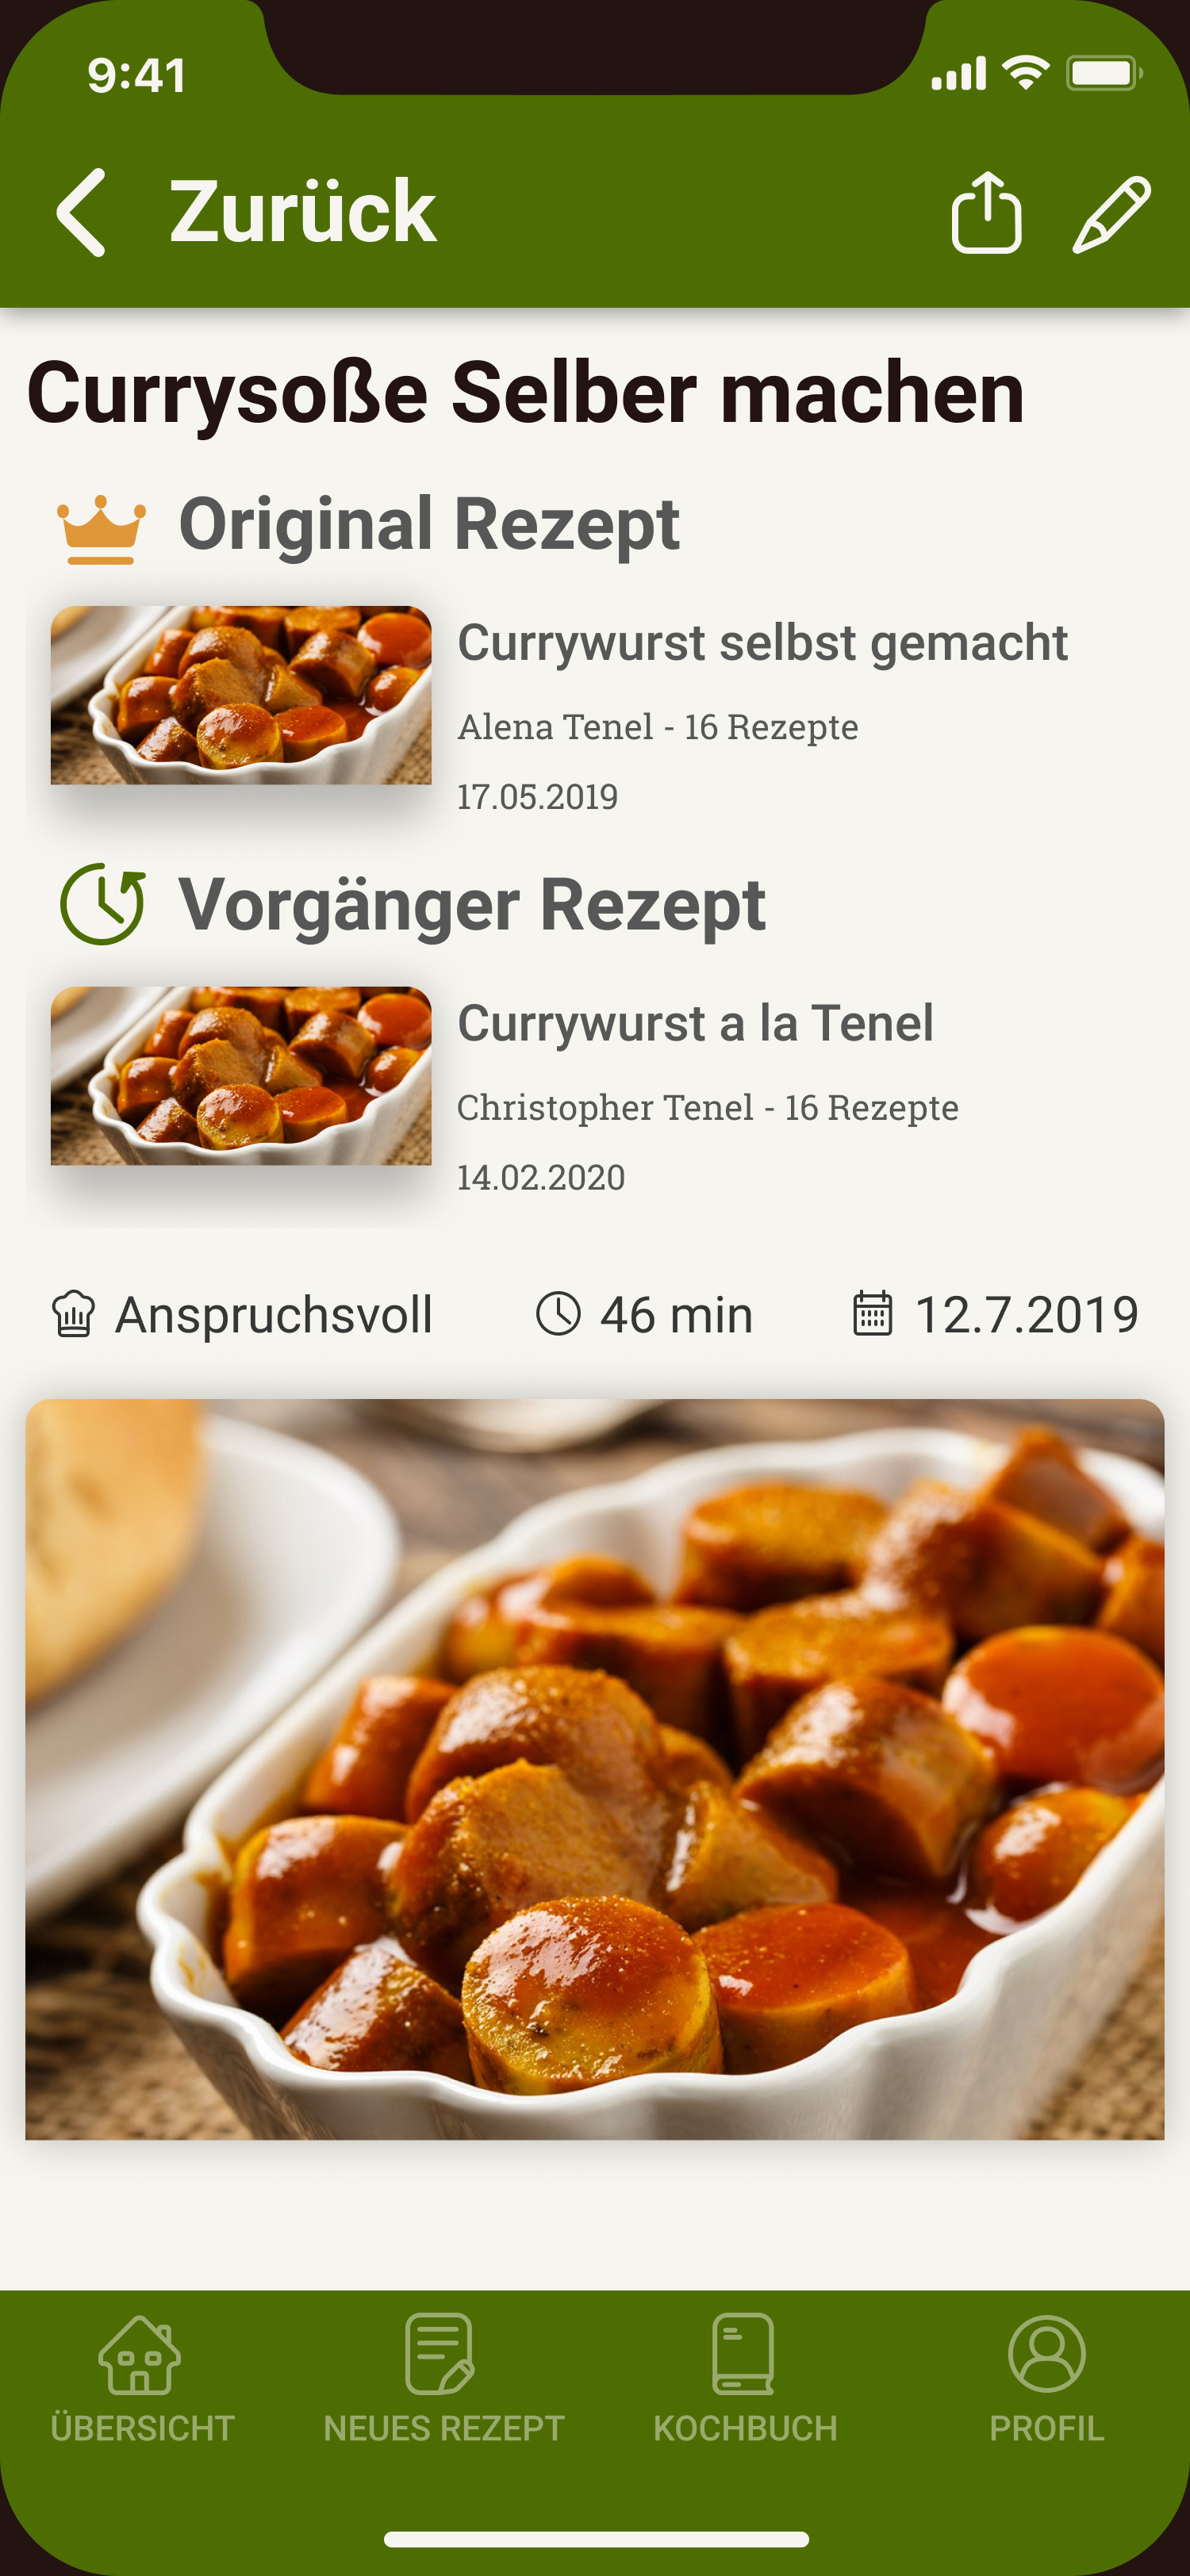 9:41
Zurück
Currysoße Selber machen
Original Rezept
Currywurst selbst gemacht
Alena Tenel - 16 Rezepte
17.05.2019
Vorgänger Rezept
Currywurst a la Tenel
Christopher Tenel - 16 Rezepte
14.02.2020
Anspruchsvoll 46 min 12.7.2019
ÜBERSICHT NEUES REZEPT KOCHBUCH PROFIL